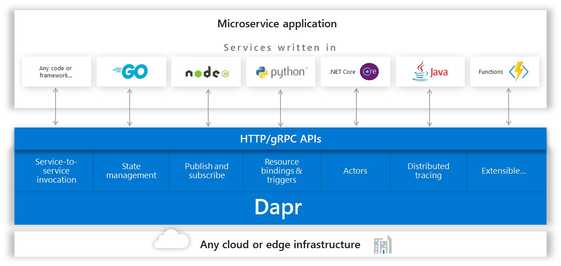 Microservice application
Services written in
Any code or
framework...
GO
node
python
.NET Core
Core
Java
Functions
HTTP/gRPC APIs
Service-to-
service
invocation
State
management
Publish and
subscribe
Resource
bindings &
triggers
Actors
Distributed
tracing
Extensible...
Dapr
Any cloud or edge infrastructure